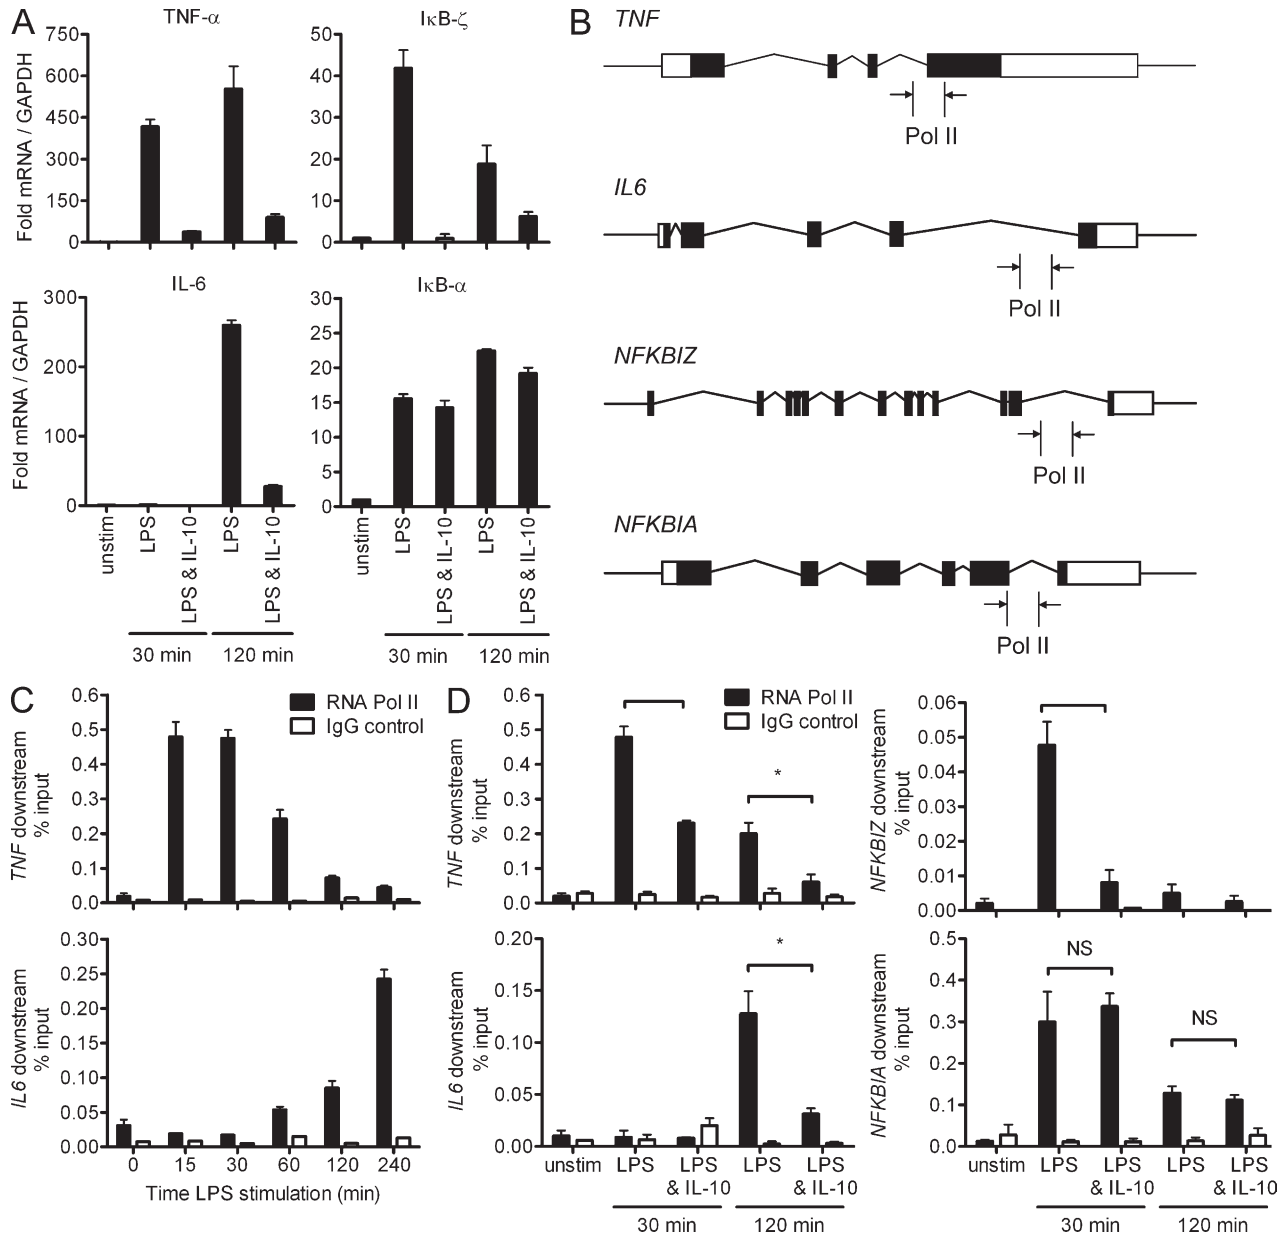 A
TNF-α
Fold mRNA / GAPDH
750
600
450
300
150
0
IκB-ζ
50
40
30
20
10
0
IL-6
Fold mRNA / GAPDH
300
200
100
0
unstim
LPS
LPS & IL-10
LPS
LPS & IL-10
30 min
120 min
IκB-α
30
25
20
15
10
5
0
unstim
LPS
LPS & IL-10
LPS
LPS & IL-10
30 min
120 min
B
TNF
Pol II
IL6
Pol II
NFKBIZ
Pol II
NFKBIA
Pol II
C
RNA Pol II
IgG control
TNF downstream
% input
0.6
0.5
0.4
0.3
0.2
0.1
0.0
IL6 downstream
% input
0.30
0.25
0.20
0.15
0.10
0.05
0.00
0 15 30 60 120 240
Time LPS stimulation (min)
D
RNA Pol II
IgG control
TNF downstream
% input
0.6
0.5
0.4
0.3
0.2
0.1
0.0
*
NFKBIZ downstream
% input
0.06
0.05
0.04
0.03
0.02
0.01
0.00
IL6 downstream
% input
0.20
0.15
0.10
0.05
0.00
*
unstim LPS LPS LPS LPS
& IL-10 & IL-10
30 min 120 min
NFKBIA downstream
% input
0.5
0.4
0.3
0.2
0.1
0.0
NS
NS
unstim LPS LPS LPS LPS
& IL-10 & IL-10
30 min 120 min